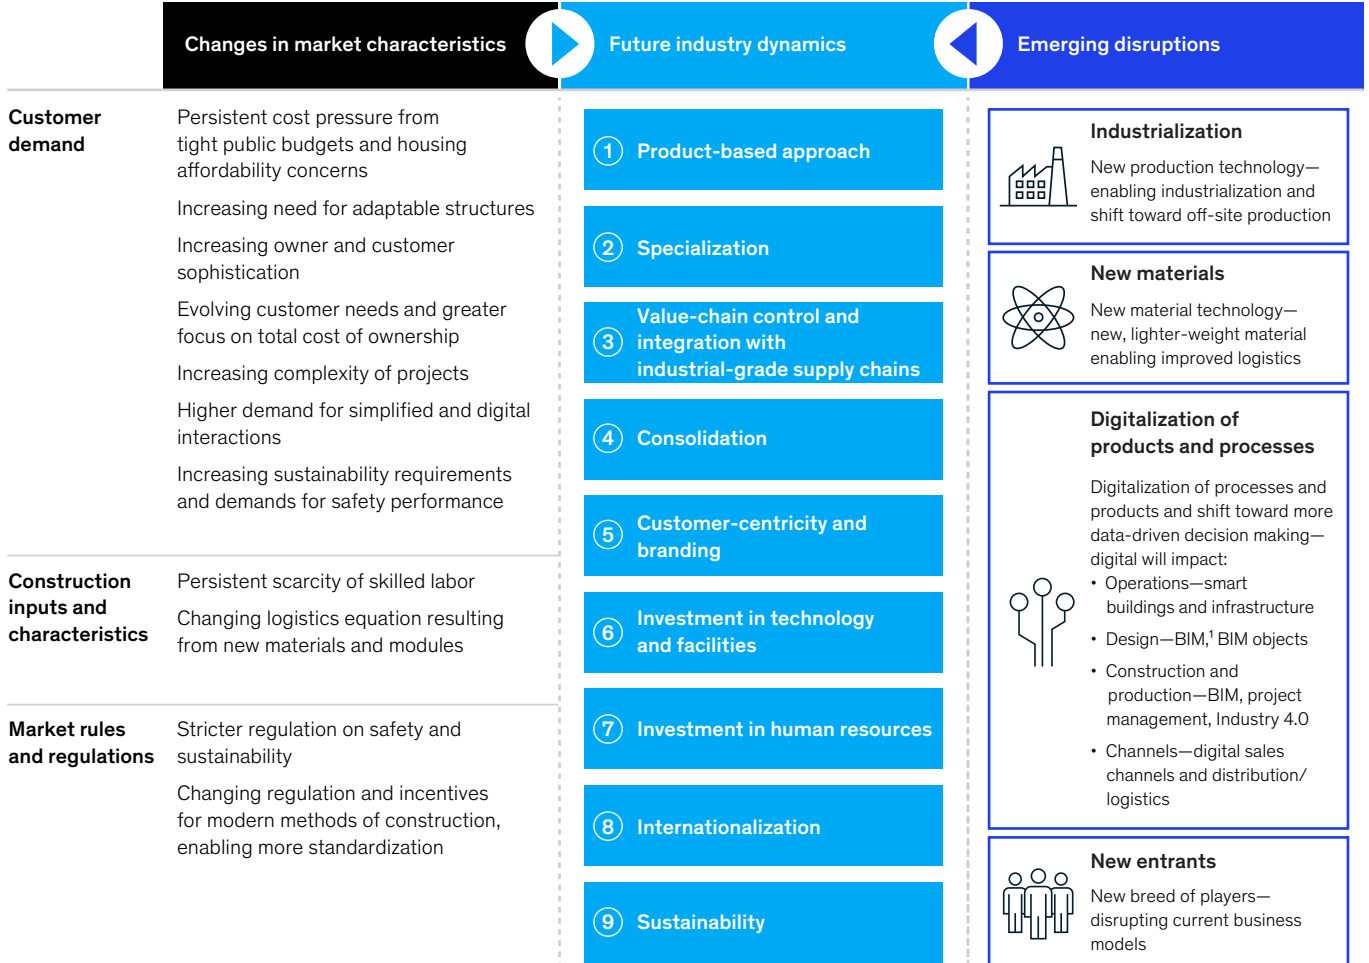 Changes in market characteristics
Future industry dynamics
Emerging disruptions
Customer
demand
Persistent cost pressure from
tight public budgets and housing
affordability concerns
Increasing need for adaptable structures
Increasing owner and customer
sophistication
Evolving customer needs and greater
focus on total cost of ownership
Increasing complexity of projects
Higher demand for simplified and digital
interactions
Increasing sustainability requirements
and demands for safety performance
Construction
inputs and
characteristics
Persistent scarcity of skilled labor
Changing logistics equation resulting
from new materials and modules
Market rules
and regulations
Stricter regulation on safety and
sustainability
Changing regulation and incentives
for modern methods of construction,
enabling more standardization
1 Product-based approach
2 Specialization
3 Value-chain control and
integration with
industrial-grade supply chains
4 Consolidation
5 Customer-centricity and
branding
6 Investment in technology
and facilities
7 Investment in human resources
8 Internationalization
9 Sustainability
Industrialization
New production technology—
enabling industrialization and
shift toward off-site production
New materials
New material technology—
new, lighter-weight material
enabling improved logistics
Digitalization of
products and processes
Digitalization of processes and
products and shift toward more
data-driven decision making—
digital will impact:
• Operations—smart
buildings and infrastructure
• Design—BIM,¹ BIM objects
• Construction and
production—BIM, project
management, Industry 4.0
• Channels—digital sales
channels and distribution/
logistics
New entrants
New breed of players—
disrupting current business
models